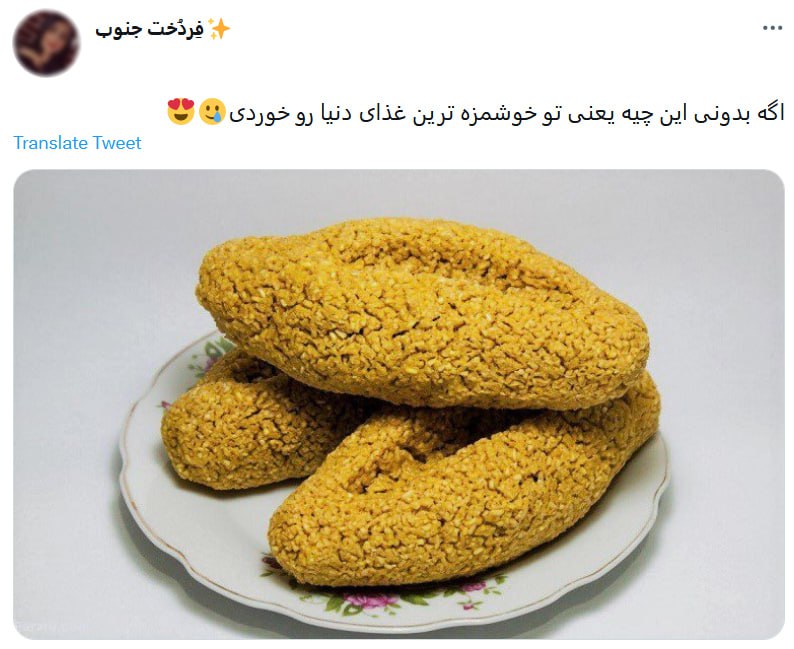 فِردُخت جنوب✨
اگه بدونی این چیه یعنی تو خوشمزه ترین غذای دنیا رو خوردی🥲😍
Translate Tweet